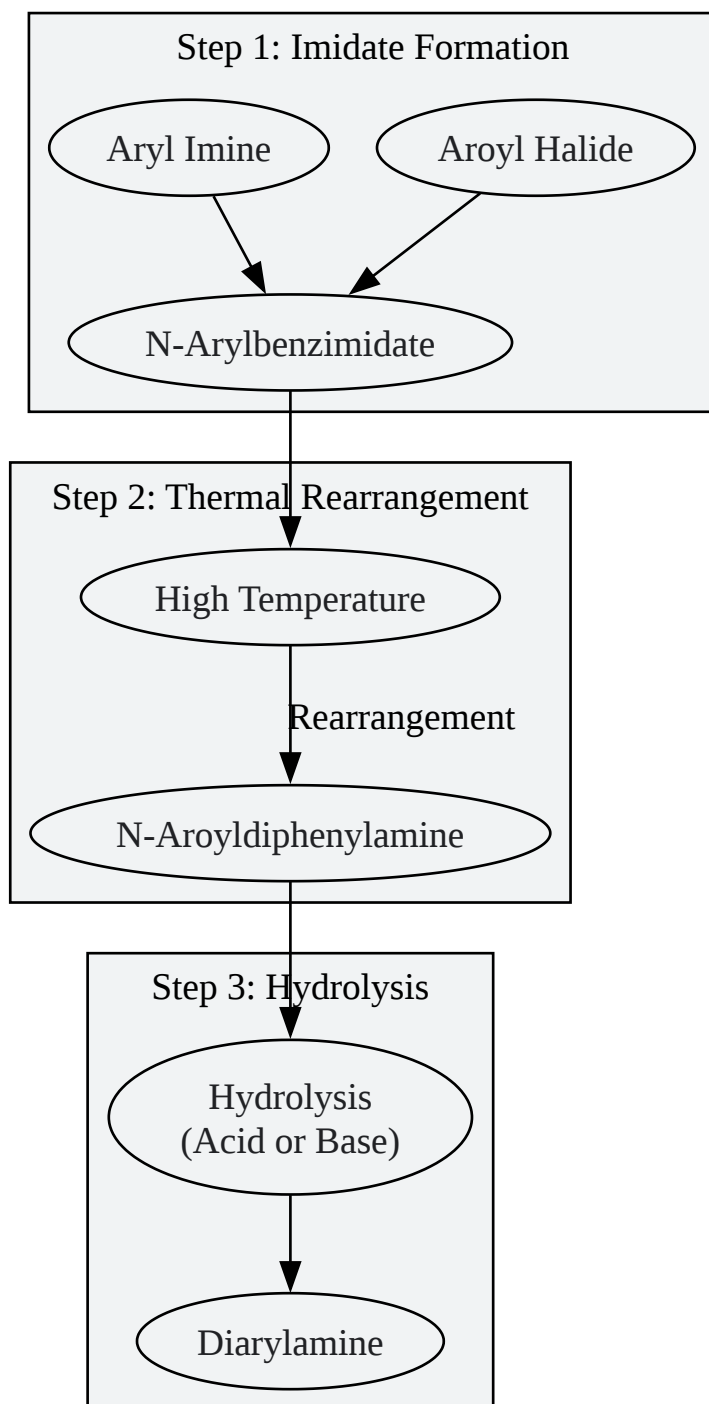 Step 1: Imidate Formation
Aryl Imine
Aroyl Halide
N-Arylbenzimidate
Step 2: Thermal Rearrangement
High Temperature
Rearrangement
N-Aroyldiphenylamine
Step 3: Hydrolysis
Hydrolysis
(Acid or Base)
Diarylamine